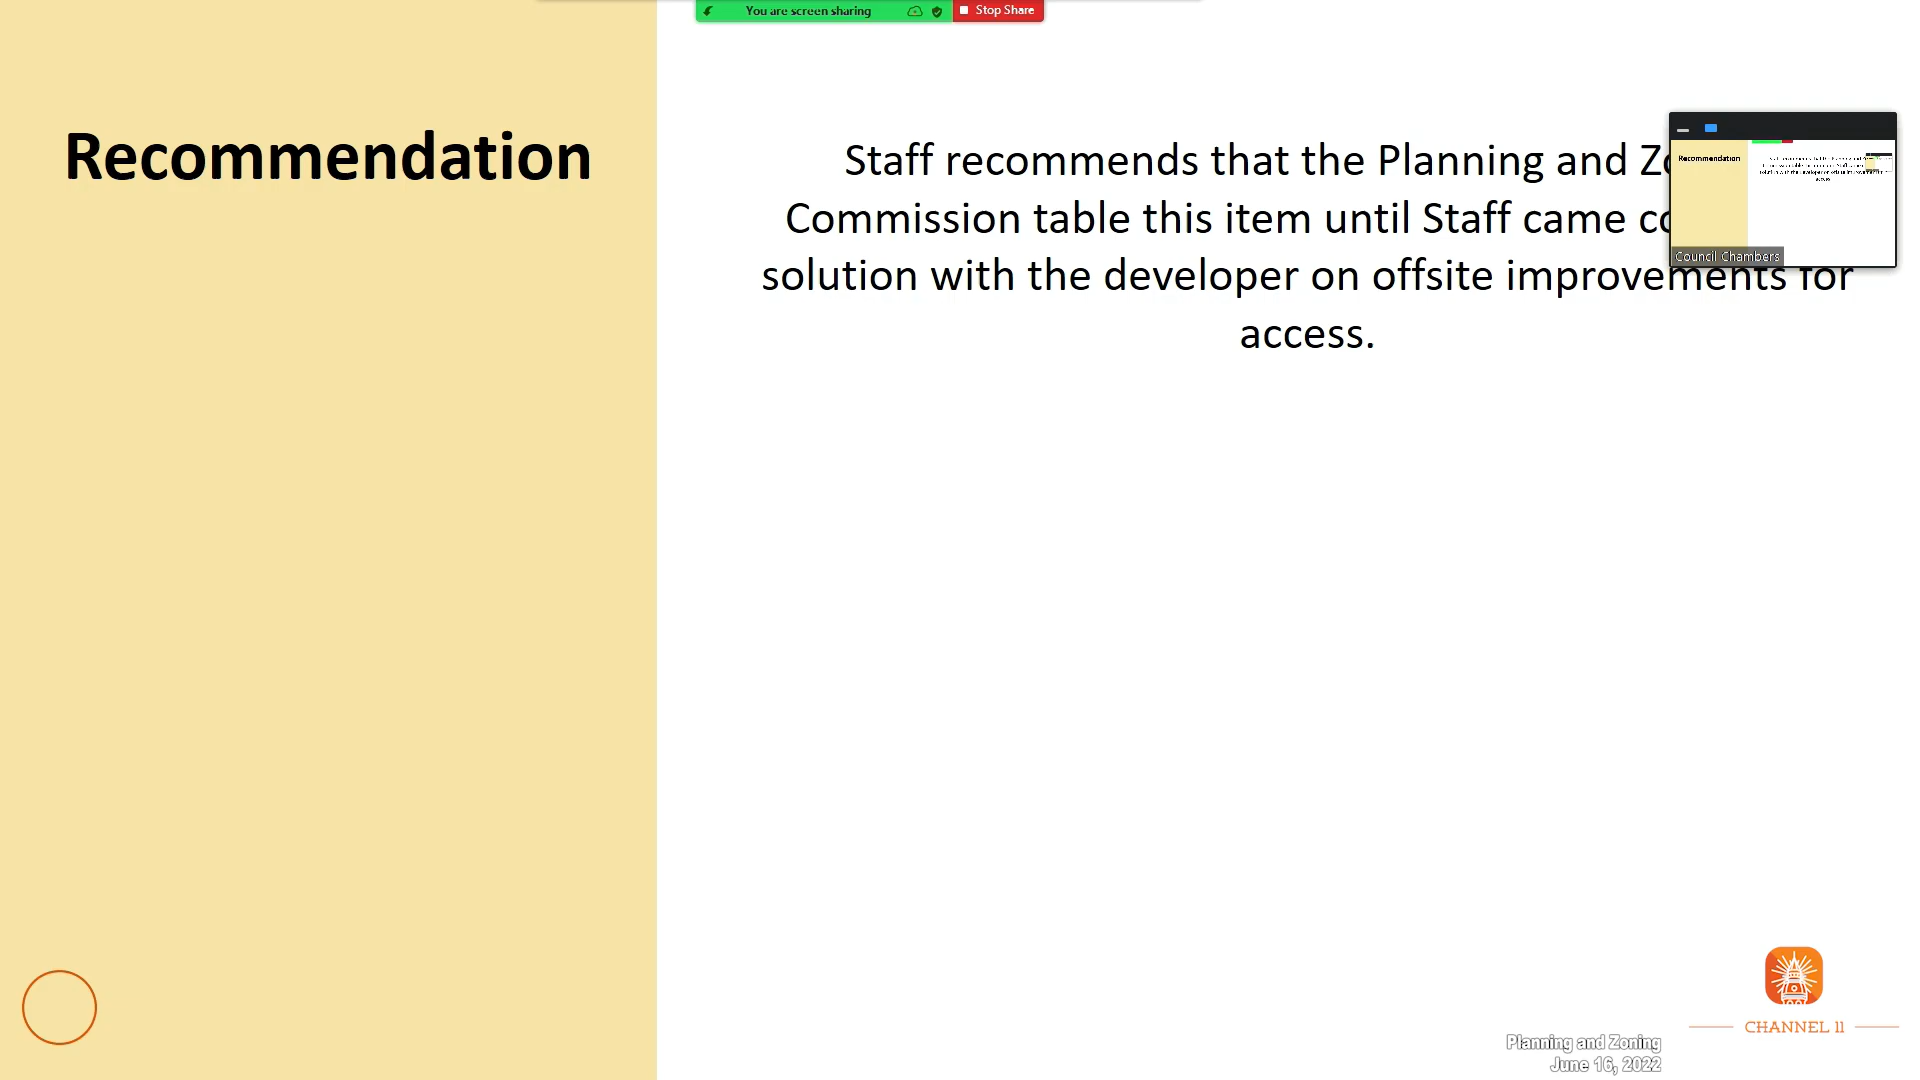 You are screen sharing
Stop Share
Recommendation
Staff recommends that the Planning and
Commission table this item until Staff came
solution with the developer on offsite improvements for
access.
Recommendation
Council Chambers
CHANNEL 11
Planning and Zoning
June 16, 2022